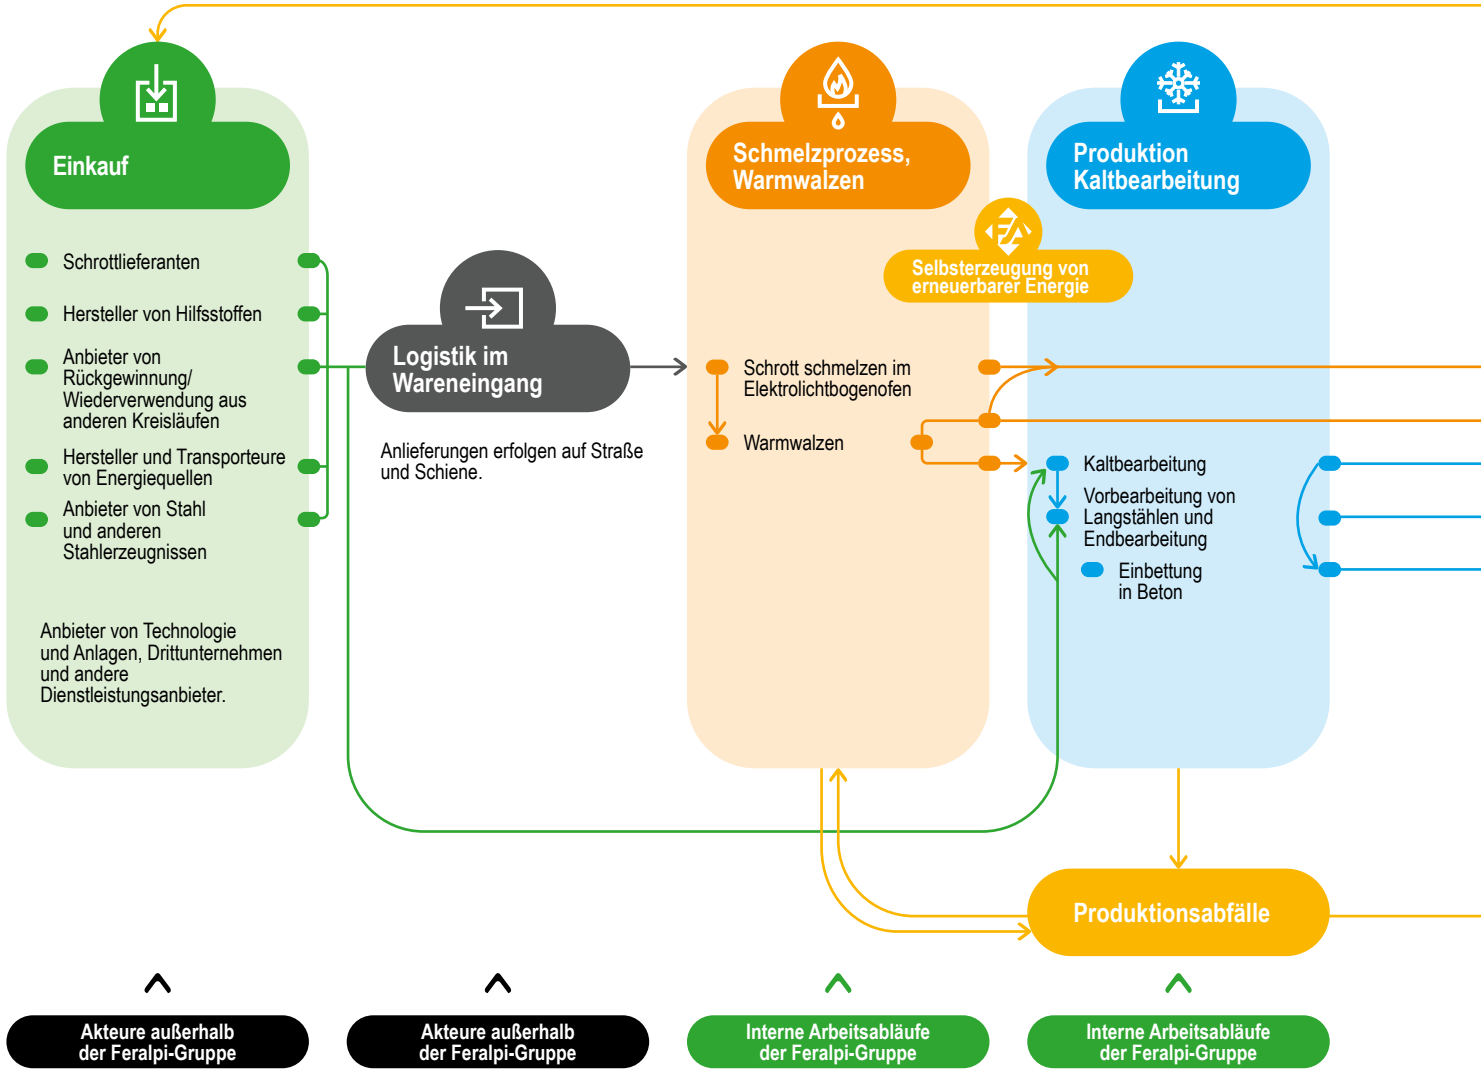 Einkauf
Schrottlieferanten
Hersteller von Hilfsstoffen
Anbieter von
Rückgewinnung/
Wiederverwendung aus
anderen Kreisläufen
Hersteller und Transporteure
von Energiequellen
Anbieter von Stahl
und anderen
Stahlerzeugnissen
Anbieter von Technologie
und Anlagen, Drittunternehmen
und andere
Dienstleistungsanbieter.
Logistik im
Wareneingang
Anlieferungen erfolgen auf Straße
und Schiene.
Schmelzprozess,
Warmwalzen
Selbsterzeugung von
erneuerbarer Energie
Schrott schmelzen im
Elektrolichtbogenofen
Warmwalzen
Produktion
Kaltbearbeitung
Kaltbearbeitung
Vorbearbeitung von
Langstählen und
Endbearbeitung
Einbettung
in Beton
Produktionsabfälle
Akteure außerhalb
der Feralpi-Gruppe
Akteure außerhalb
der Feralpi-Gruppe
Interne Arbeitsabläufe
der Feralpi-Gruppe
Interne Arbeitsabläufe
der Feralpi-Gruppe